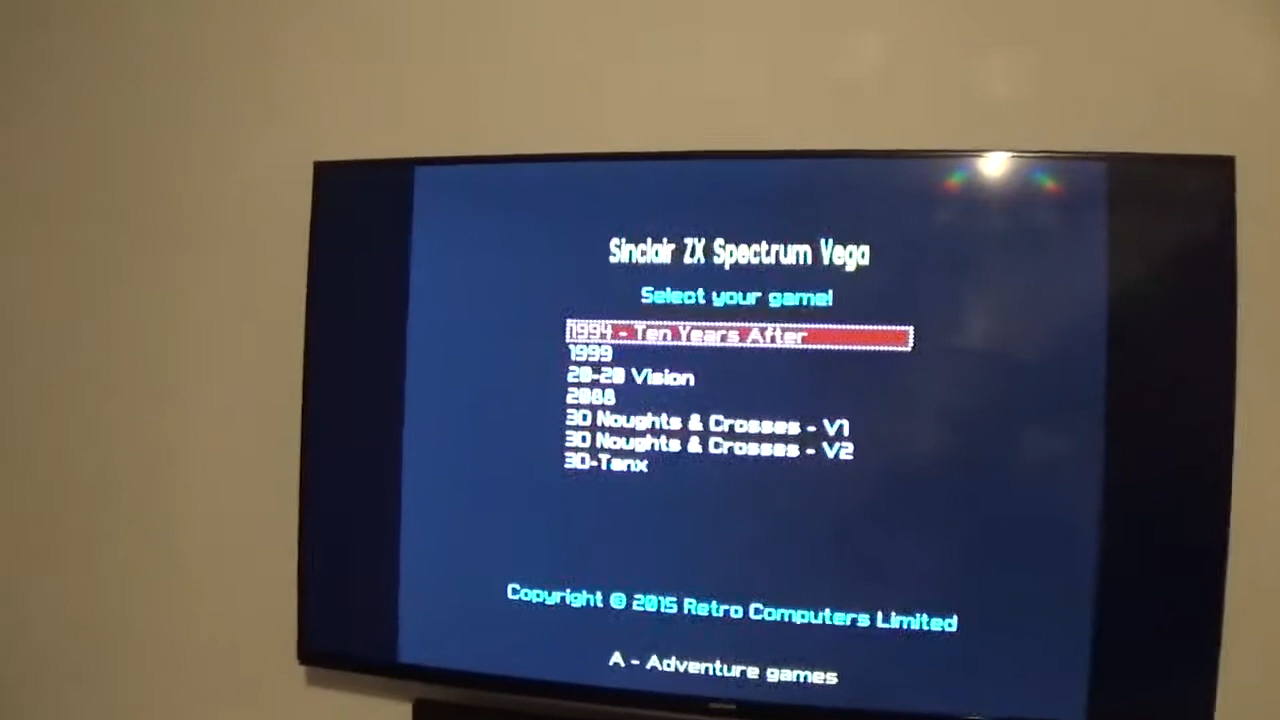 Sinclair ZX Spectrum Vega
Select your game!
1994 - Ten Years After
1999
20-20 Vision
2088
3D Noughts & Crosses - V1
3D Noughts & Crosses - V2
3D-Tanx
Copyright © 2015 Retro Computers Limited
A - Adventure games